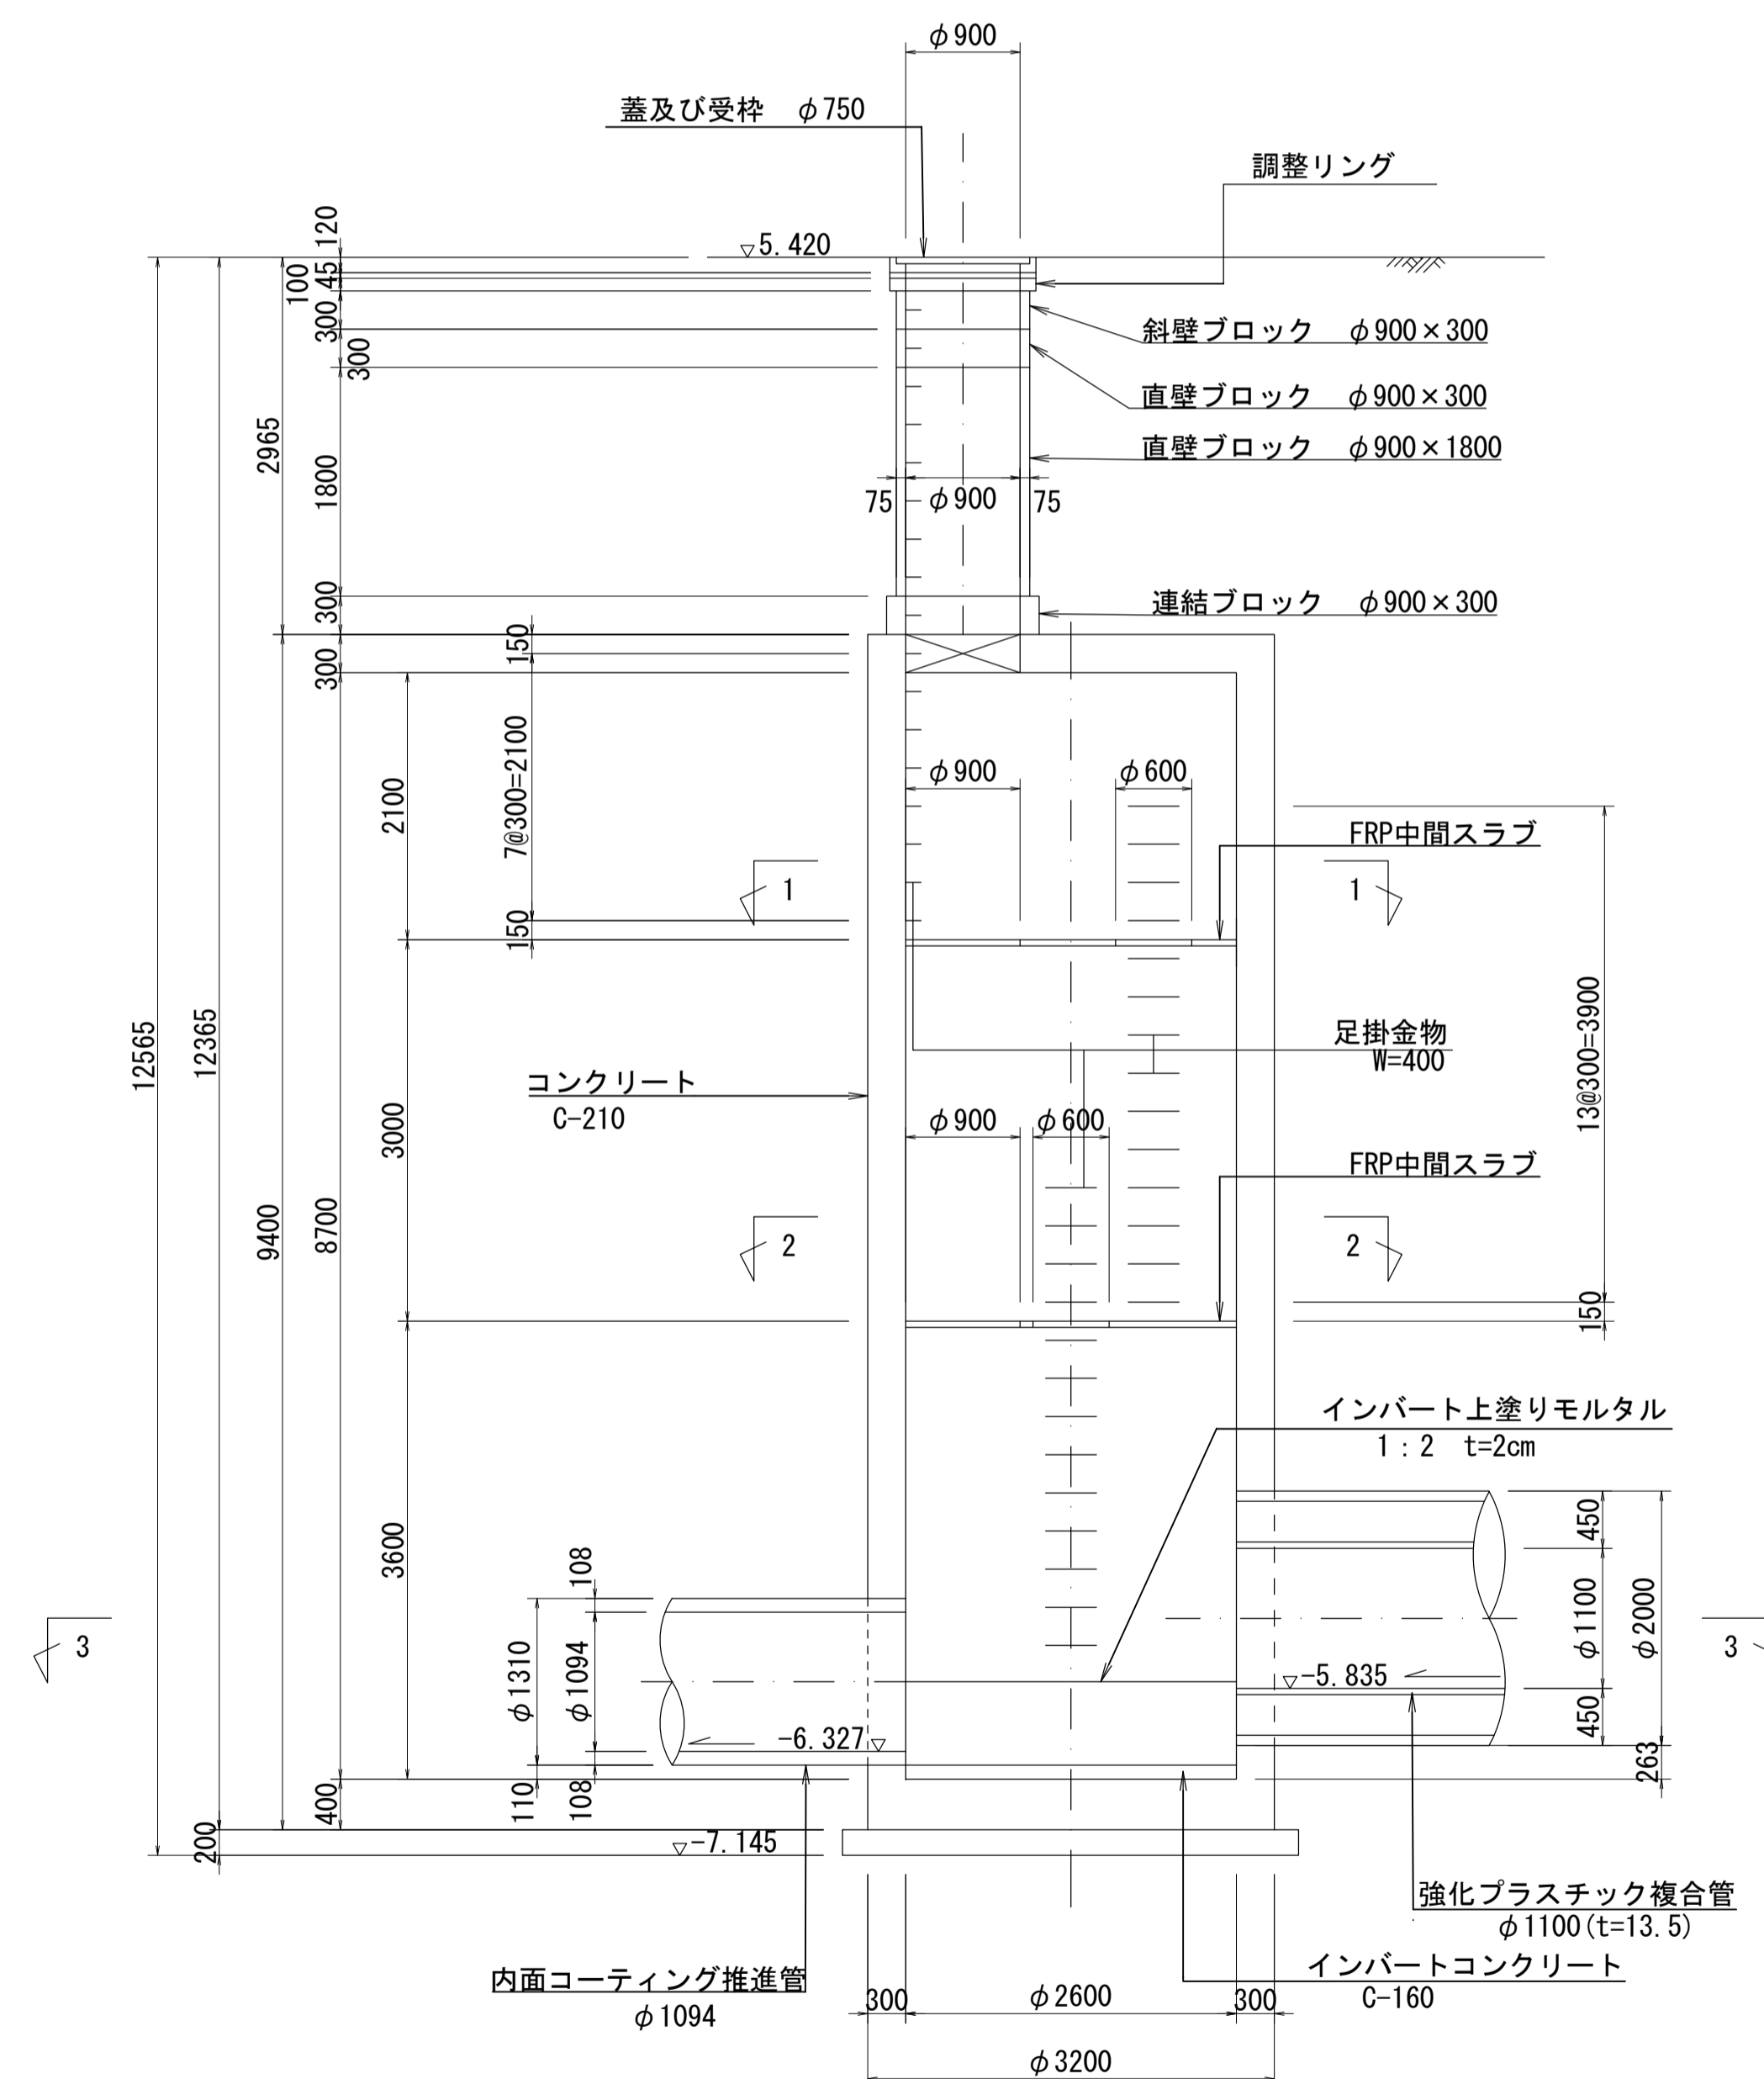 φ900
蓋及び受枠 φ750
調整リング
120
5.420
45
100
300
斜壁ブロック φ900×300
300
直壁ブロック φ900×300
2965
直壁ブロック φ900×1800
1800
75
φ900
75
300
連結ブロック φ900×300
150
300
7@300=2100
2100
φ900
φ600
FRP中間スラブ
1
1
150
12565
12365
13@300=3900
足掛金物
W=400
コンクリート
C-210
3000
φ900
φ600
FRP中間スラブ
9400
8700
2
2
150
インバート上塗りモルタル
1:2 t=2cm
3600
108
450
φ1310
φ1094
φ1100
φ2000
3
3
-5.835
-6.327
450
263
400
110
108
200
-7.145
強化プラスチック複合管
φ1100(t=13.5)
内面コーティング推進管
φ1094
インバートコンクリート
C-160
300
φ2600
300
φ3200